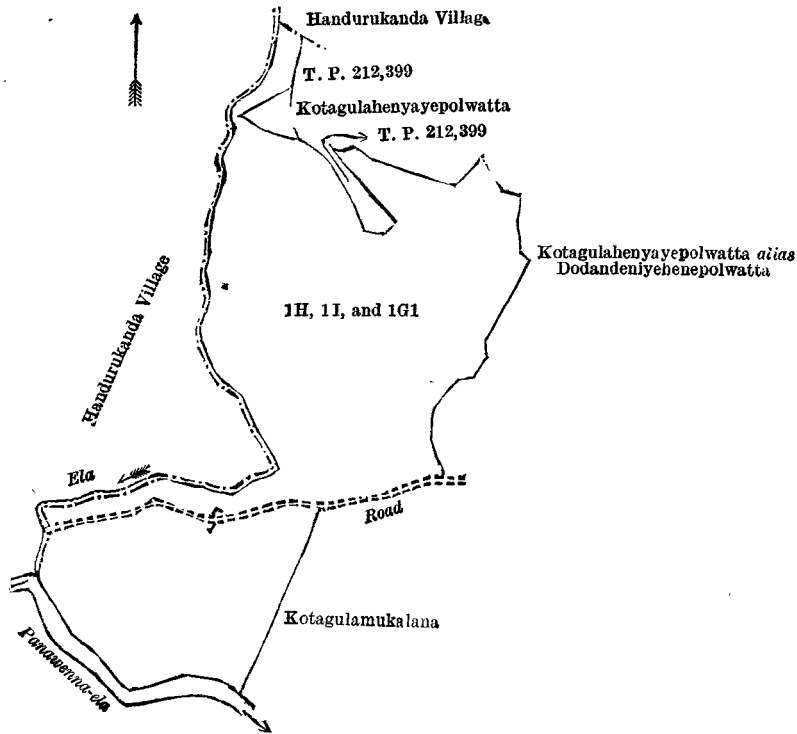 Handurukanda Village
T. P. 212,399
Kotagulahenyayepolwatta
T. P. 212,399
Kotagulahenyayepolwatta alias
Dodandeniyehenepolwatta
1H, 1I, and 1G1
Handurukanda Village
Ela
Road
Kotagulamukalana
Panawenna-ela